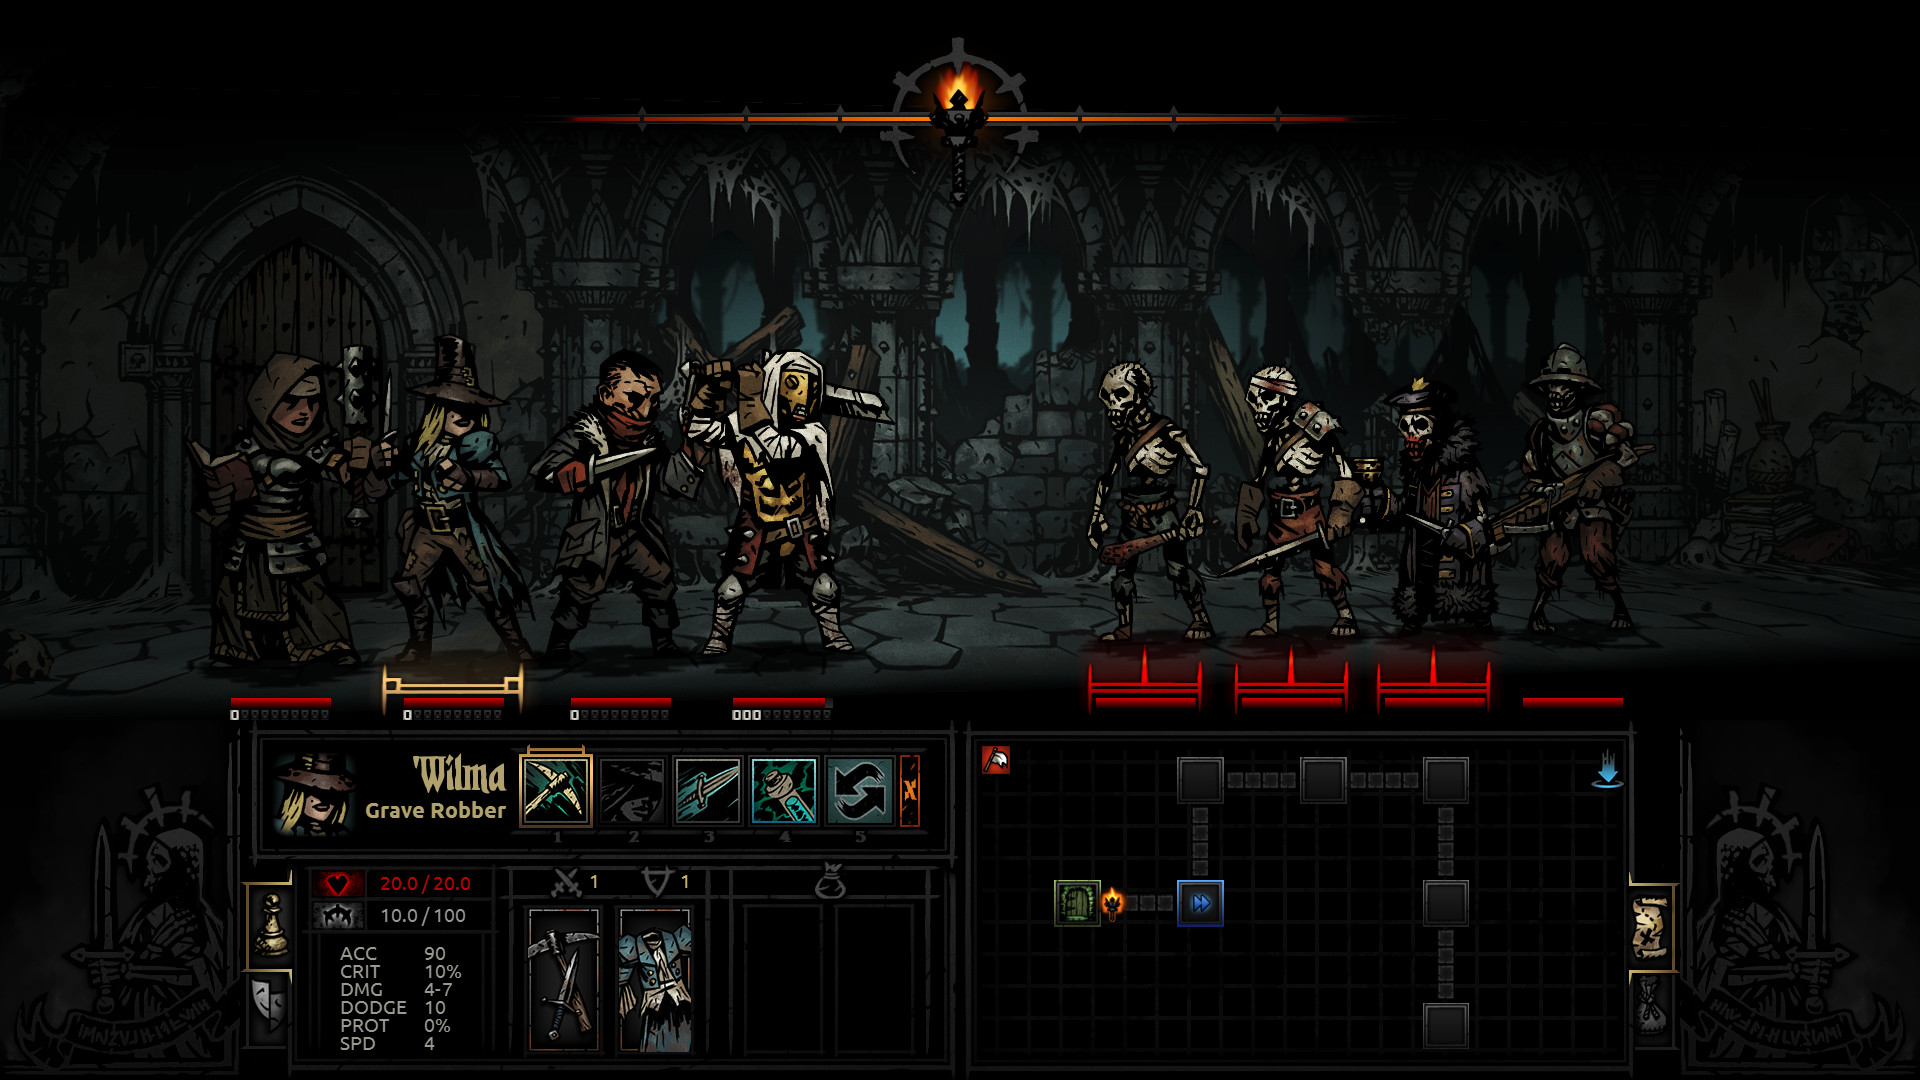 Wilma
Grave Robber
1 2 3 4 5
20.0 / 20.0
10.0 / 100
1
1
ACC 90
CRIT 10%
DMG 4-7
DODGE 10
PROT 0%
SPD 4